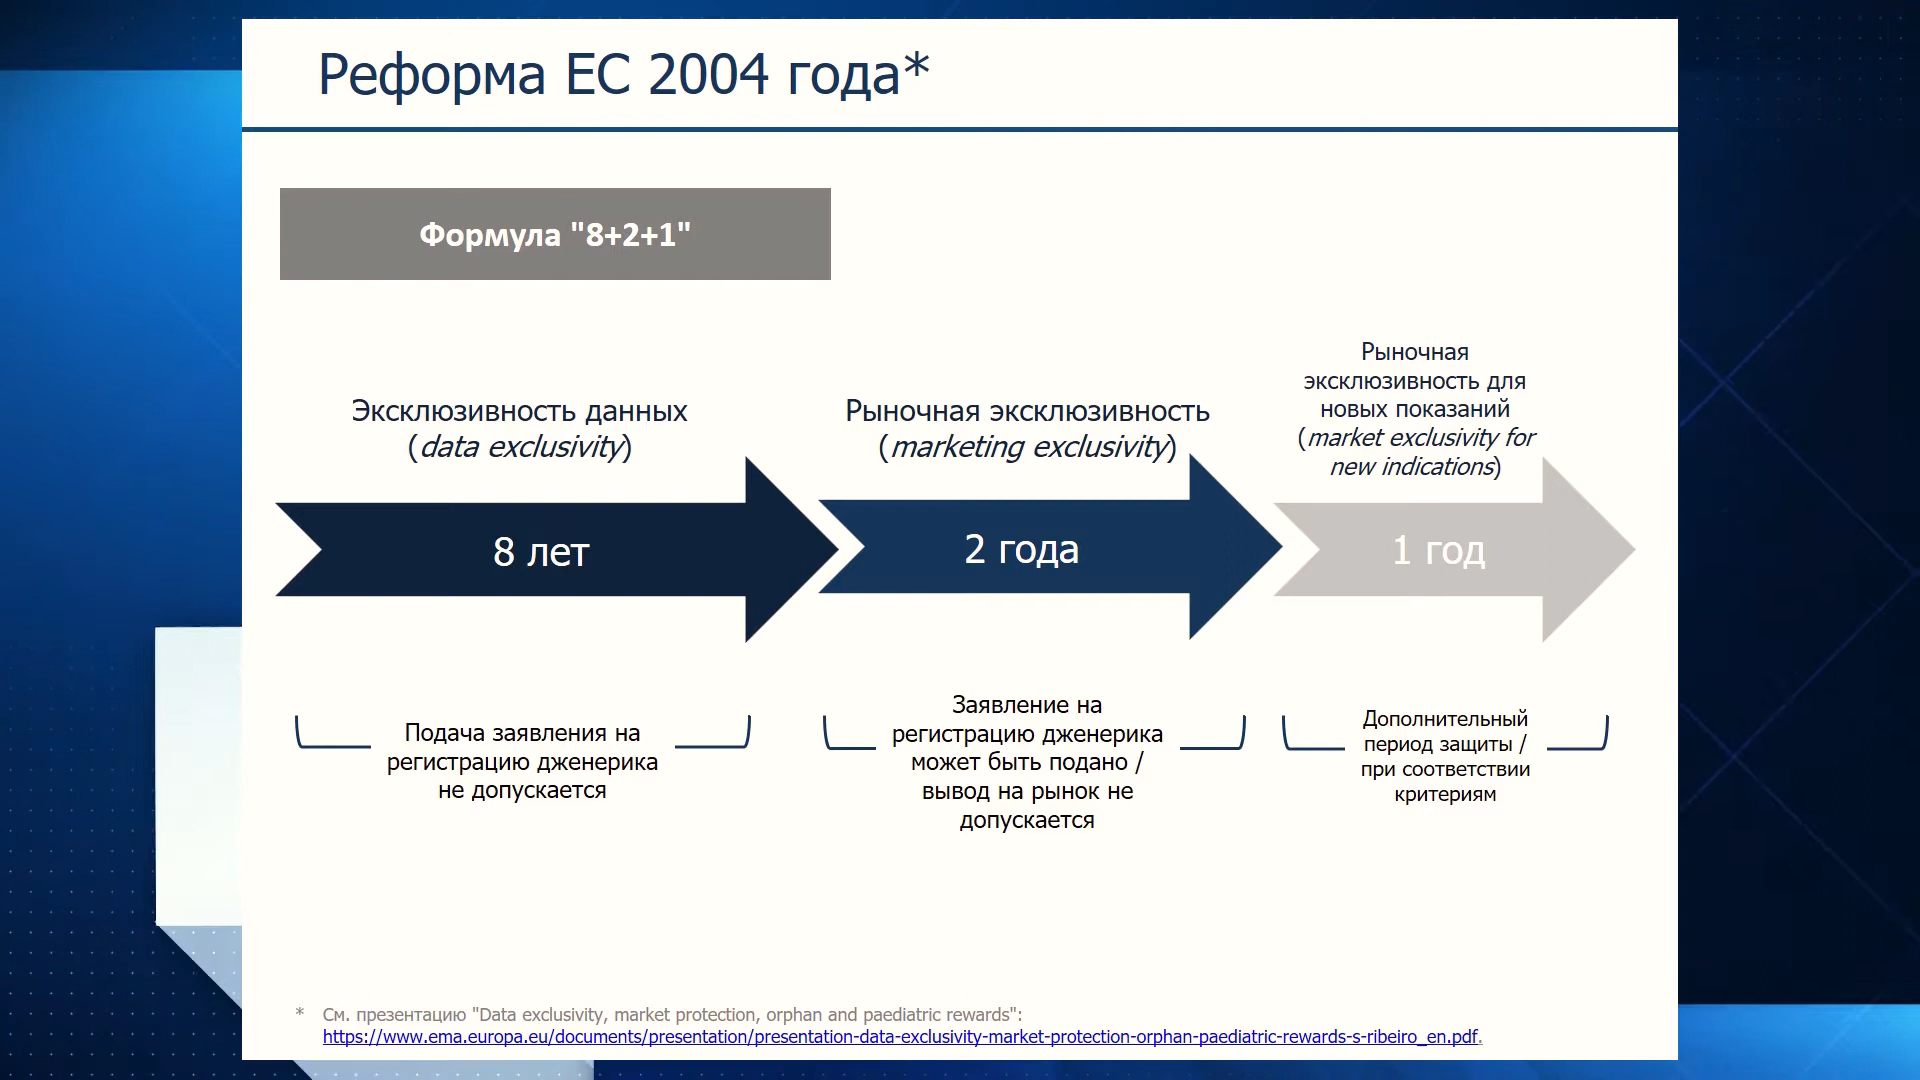 Реформа ЕС 2004 года*
Формула "8+2+1"
Эксклюзивность данных
(data exclusivity)
8 лет
Подача заявления на
регистрацию дженерика
не допускается
Рыночная эксклюзивность
(marketing exclusivity)
2 года
Заявление на
регистрацию дженерика
может быть подано /
вывод на рынок не
допускается
Рыночная
эксклюзивность для
новых показаний
(market exclusivity for
new indications)
1 год
Дополнительный
период защиты /
при соответствии
критериям
* См. презентацию "Data exclusivity, market protection, orphan and paediatric rewards":
https://www.ema.europa.eu/documents/presentation/presentation-data-exclusivity-market-protection-orphan-paediatric-rewards-s-ribeiro_en.pdf.